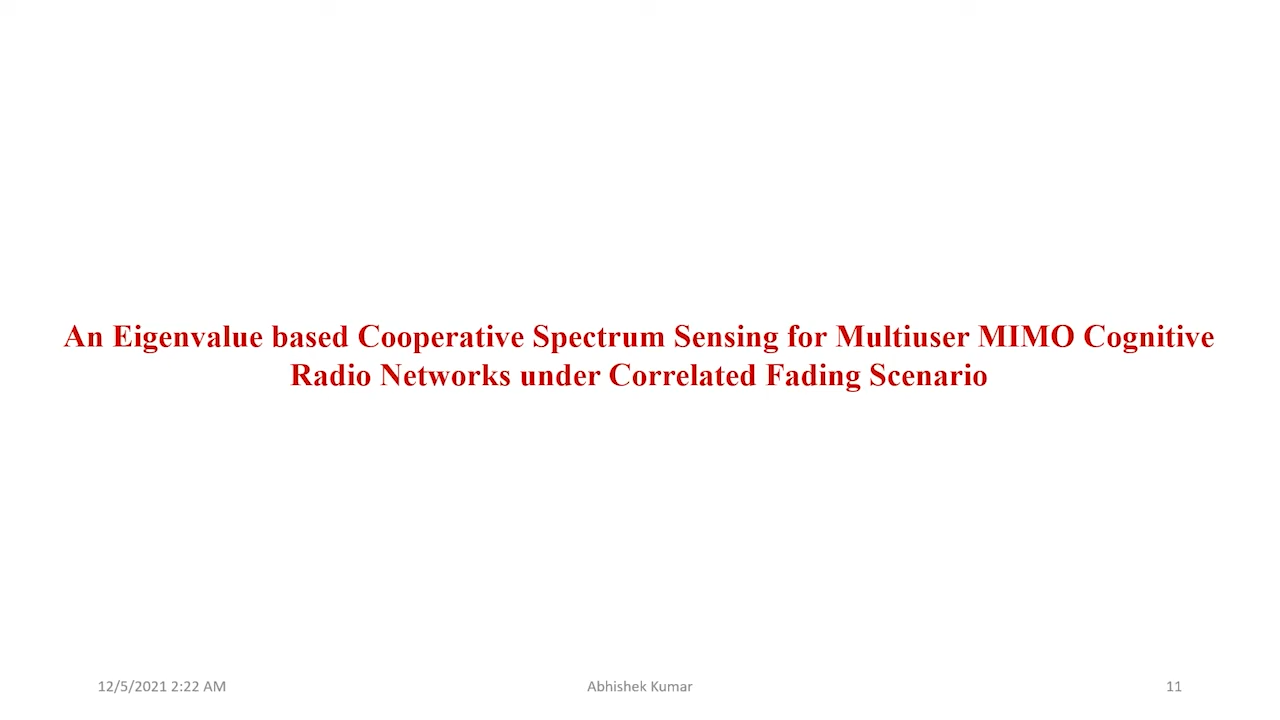 An Eigenvalue based Cooperative Spectrum Sensing for Multiuser MIMO Cognitive
Radio Networks under Correlated Fading Scenario
12/5/2021 2:22 AM
Abhishek Kumar
11